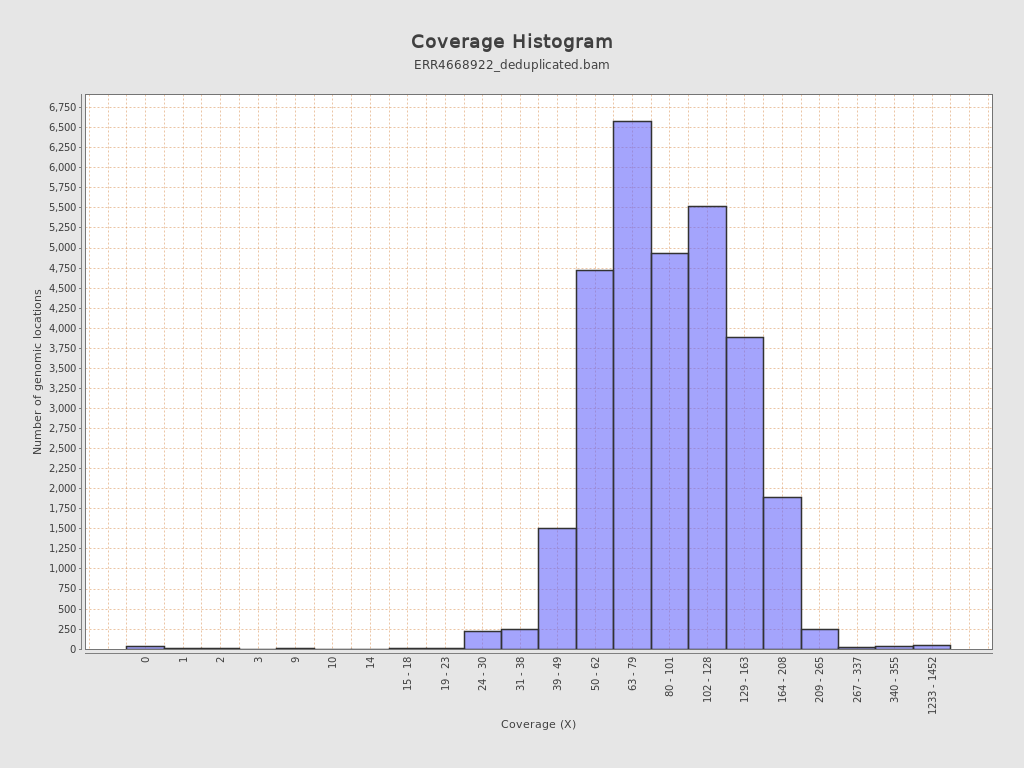 Coverage Histogram
ERR4668922_deduplicated.bam
6,750
6,500
6,250
6,000
5,750
5,500
5,250
5,000
4,750
4,500
4,250
4,000
3,750
3,500
3,250
3,000
2,750
2,500
2,250
2,000
1,750
1,500
1,250
1,000
750
500
250
0
Number of genomic locations
0
1
2
3
9
10
14
15 - 18
19 - 23
24 - 30
31 - 38
39 - 49
50 - 62
63 - 79
80 - 101
102 - 128
129 - 163
164 - 208
209 - 265
267 - 337
340 - 355
1233 - 1452
Coverage (X)